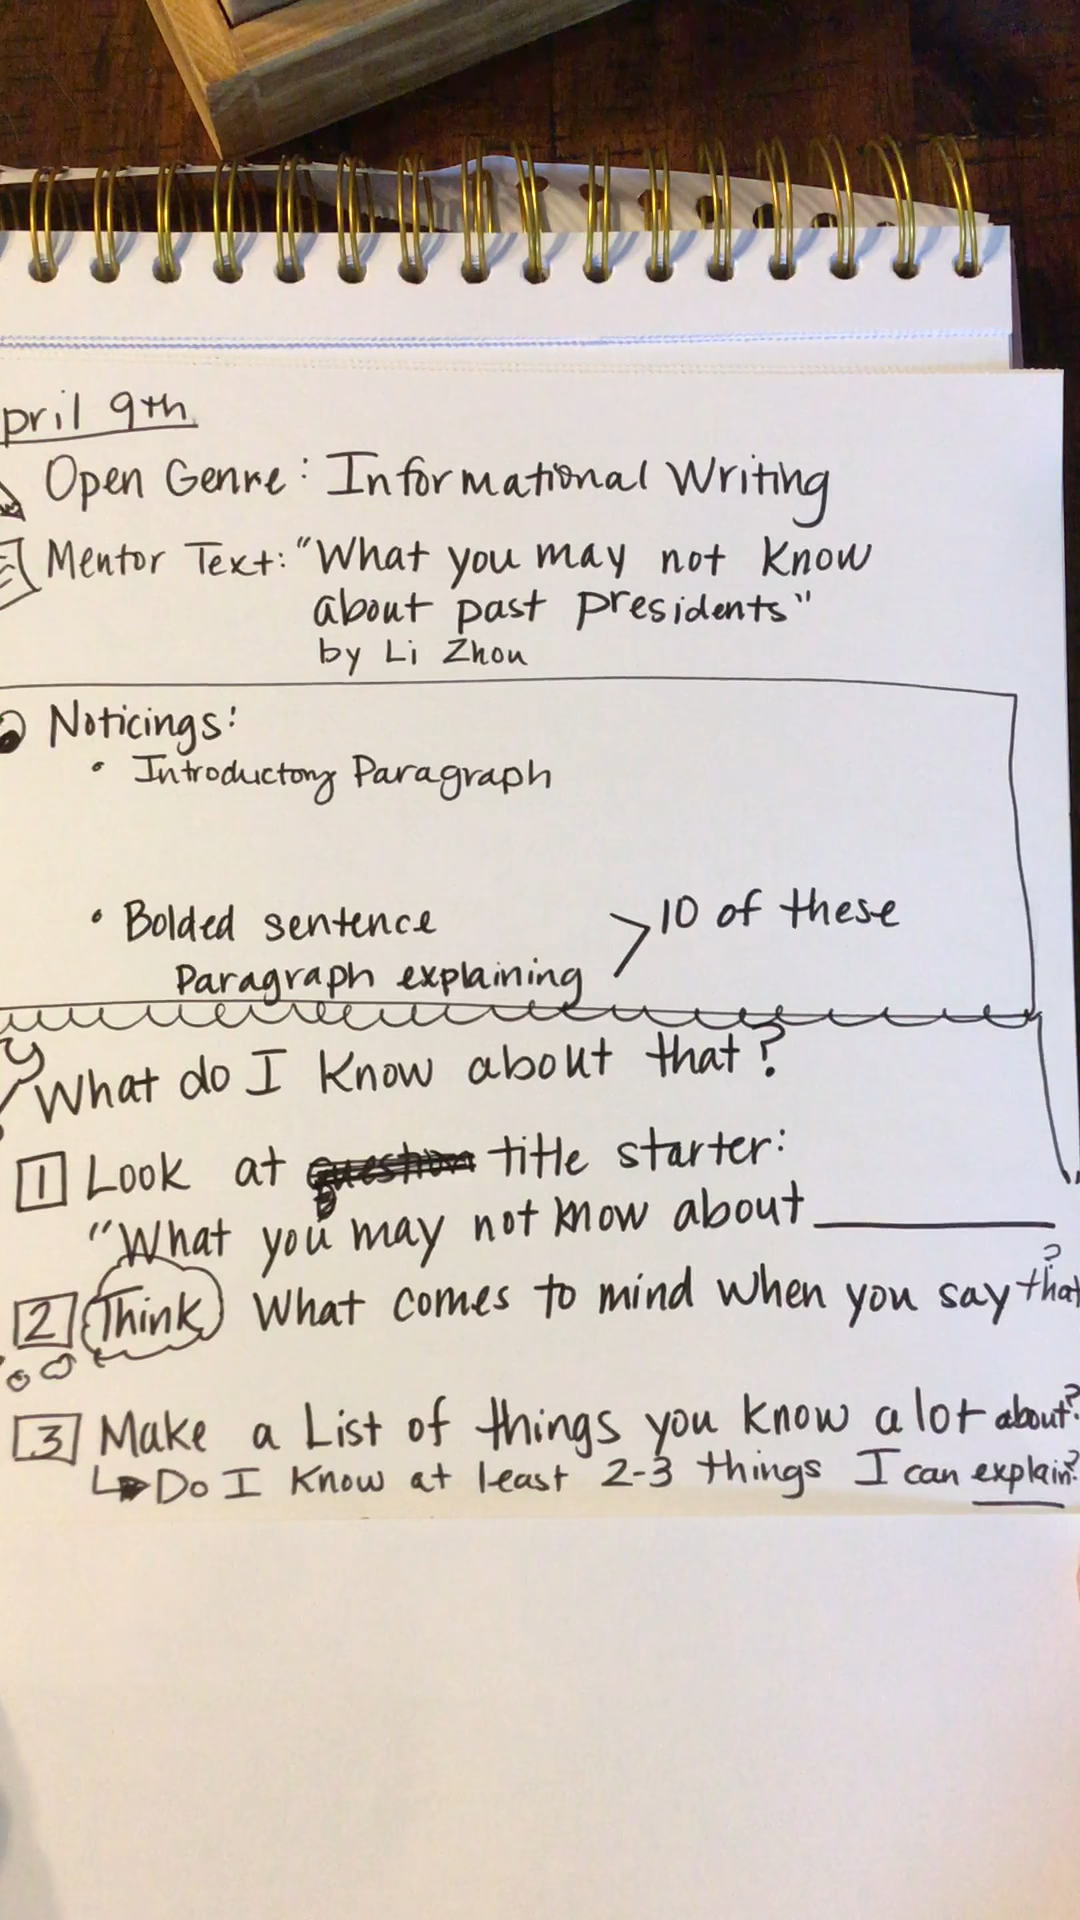 pril 9th
Open Genre: Informational Writing
Mentor Text: "What you may not know
about past presidents"
by Li Zhou
Noticings:
• Introductory Paragraph
• Bolded sentence
Paragraph explaining
10 of these
What do I know about that?
1 Look at question title starter:
"What you may not know about ________
2 Think What comes to mind when you say that?
3 Make a List of things you know a lot about?
Do I know at least 2-3 things I can explain?